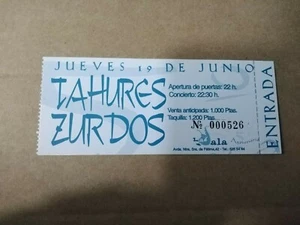 JUEVES 19 DE JUNIO
TAHURES
ZURDOS
Apertura de puertas: 22 h.
Concierto: 22:30 h.
Venta anticipada: 1.000 Ptas.
Taquilla: 1.200 Ptas.
Nº 000526
Sala
ENTRADA